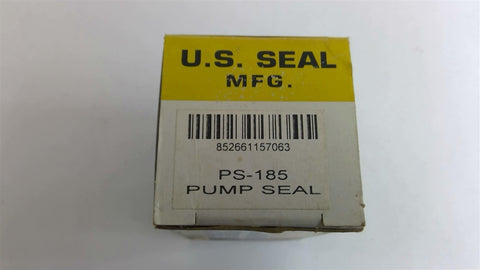 U.S. SEAL
MFG.
852661157063
PS-185
PUMP SEAL